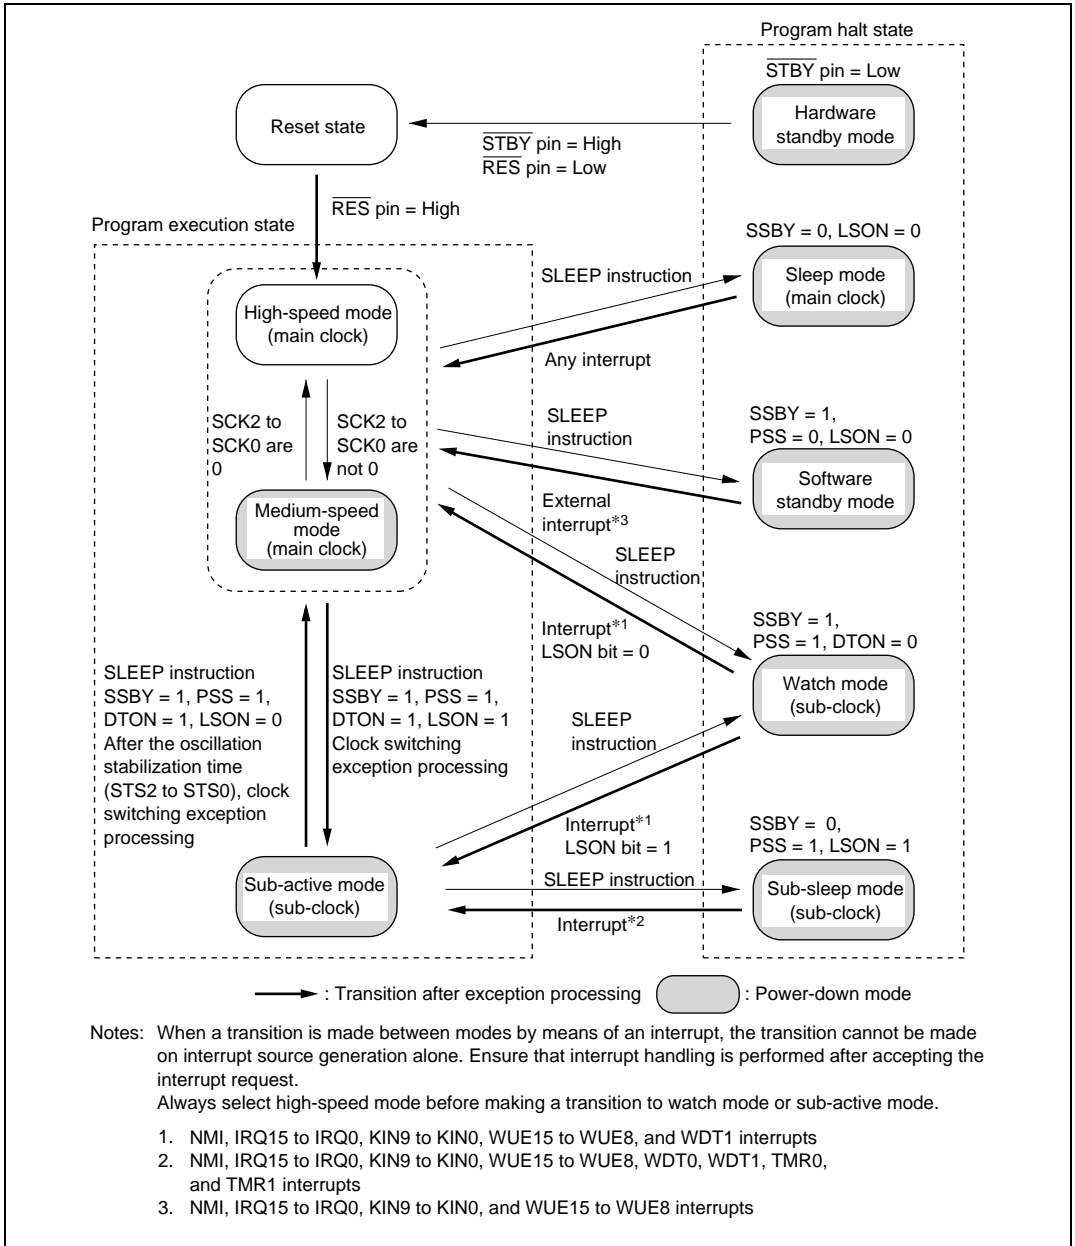 Program halt state
STBY pin = Low
Hardware
standby mode
Reset state
STBY pin = High
RES pin = Low
RES pin = High
Program execution state
SSBY = 0, LSON = 0
Sleep mode
(main clock)
SLEEP instruction
Any interrupt
High-speed mode
(main clock)
SCK2 to
SCK0 are
0
SCK2 to
SCK0 are
not 0
Medium-speed
mode
(main clock)
SLEEP
instruction
SSBY = 1,
PSS = 0, LSON = 0
Software
standby mode
External
interrupt*3
SLEEP
instruction
Interrupt*1
LSON bit = 0
SSBY = 1,
PSS = 1, DTON = 0
Watch mode
(sub-clock)
SLEEP instruction
SSBY = 1, PSS = 1,
DTON = 1, LSON = 0
After the oscillation
stabilization time
(STS2 to STS0), clock
switching exception
processing
SLEEP instruction
SSBY = 1, PSS = 1,
DTON = 1, LSON = 1
Clock switching
exception processing
SLEEP
instruction
Interrupt*1
LSON bit = 1
SSBY = 0,
PSS = 1, LSON = 1
Sub-active mode
(sub-clock)
SLEEP instruction
Interrupt*2
Sub-sleep mode
(sub-clock)
: Transition after exception processing
: Power-down mode
Notes: When a transition is made between modes by means of an interrupt, the transition cannot be made
on interrupt source generation alone. Ensure that interrupt handling is performed after accepting the
interrupt request.
Always select high-speed mode before making a transition to watch mode or sub-active mode.
1. NMI, IRQ15 to IRQ0, KIN9 to KIN0, WUE15 to WUE8, and WDT1 interrupts
2. NMI, IRQ15 to IRQ0, KIN9 to KIN0, WUE15 to WUE8, WDT0, WDT1, TMR0,
and TMR1 interrupts
3. NMI, IRQ15 to IRQ0, KIN9 to KIN0, and WUE15 to WUE8 interrupts